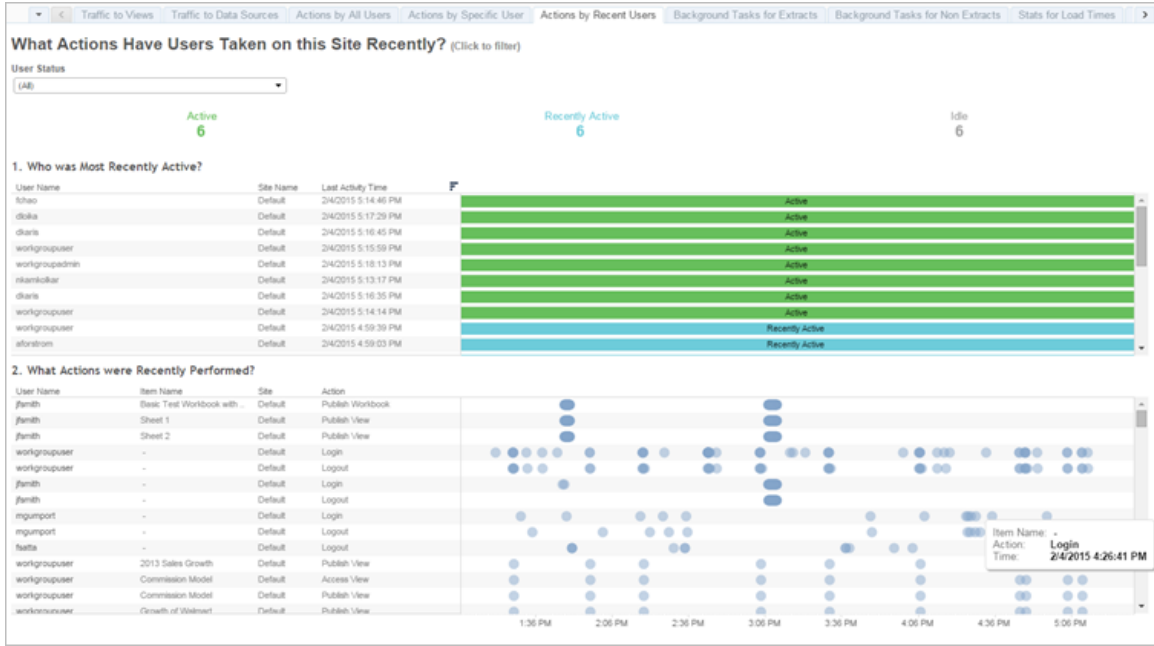 Traffic to Views Traffic to Data Sources Actions by All Users Actions by Specific User Actions by Recent Users Background Tasks for Extracts Background Tasks for Non Extracts Stats for Load Times
What Actions Have Users Taken on this Site Recently? (Click to filter)
User Status
(All)
Active Recently Active Idle
6 6 6
1. Who was Most Recently Active?
User Name Site Name Last Activity Time
fchao Default 2/4/2015 5:14:46 PM Active
Default 2/4/2015 5:17:29 PM Active
dkaris Default 2/4/2015 5:16:45 PM Active
workgroupuser Default 2/4/2015 5:15:59 PM Active
workgroupadmin Default 2/4/2015 5:18:13 PM Active
nkamkolkar Default 2/4/2015 5:13:17 PM Active
dkaris Default 2/4/2015 5:16:35 PM Active
workgroupuser Default 2/4/2015 5:14:14 PM Active
workgroupuser Default 2/4/2015 4:59:39 PM Recently Active
aforstrom Default 2/4/2015 4:59:03 PM Recently Active
2. What Actions were Recently Performed?
User Name Item Name Site Action
jfsmith Basic Test Workbook with .. Default Publish Workbook
jfsmith Sheet 1 Default Publish View
jfsmith Sheet 2 Default Publish View
workgroupuser - Default Login
workgroupuser - Default Logout
jfsmith - Default Login
jfsmith - Default Logout
mgumport - Default Login
mgumport - Default Logout
fsatta - Default Logout
workgroupuser 2013 Sales Growth Default Publish View
workgroupuser Commission Model Default Access View
workgroupuser Commission Model Default Publish View
workgroupuser Growth of Walmart Default Publish View
Item Name: -
Action: Login
Time: 2/4/2015 4:26:41 PM
1:36 PM 2:06 PM 2:36 PM 3:06 PM 3:36 PM 4:06 PM 4:36 PM 5:06 PM